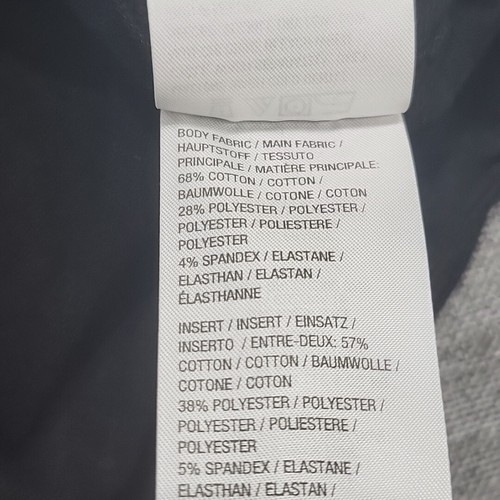 BODY FABRIC / MAIN FABRIC /
HAUPTSTOFF / TESSUTO
PRINCIPALE / MATIÈRE PRINCIPALE:
68% COTTON / COTTON /
BAUMWOLLE / COTONE / COTON
28% POLYESTER / POLYESTER /
POLYESTER / POLIESTERE /
POLYESTER
4% SPANDEX / ELASTANE /
ELASTHAN / ELASTAN /
ÉLASTHANNE
INSERT / INSERT / EINSATZ /
INSERTO / ENTRE-DEUX: 57%
COTTON / COTTON / BAUMWOLLE /
COTONE / COTON
38% POLYESTER / POLYESTER /
POLYESTER / POLIESTERE /
POLYESTER
5% SPANDEX / ELASTANE /
ELASTHAN / ELASTAN /